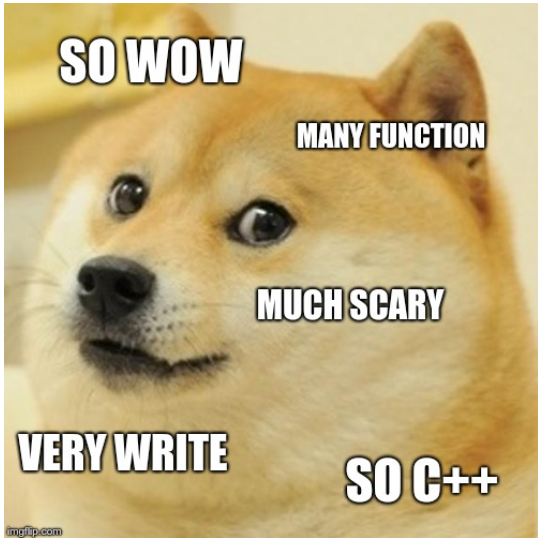 SO WOW
MANY FUNCTION
MUCH SCARY
VERY WRITE
SO C++
imgflip.com